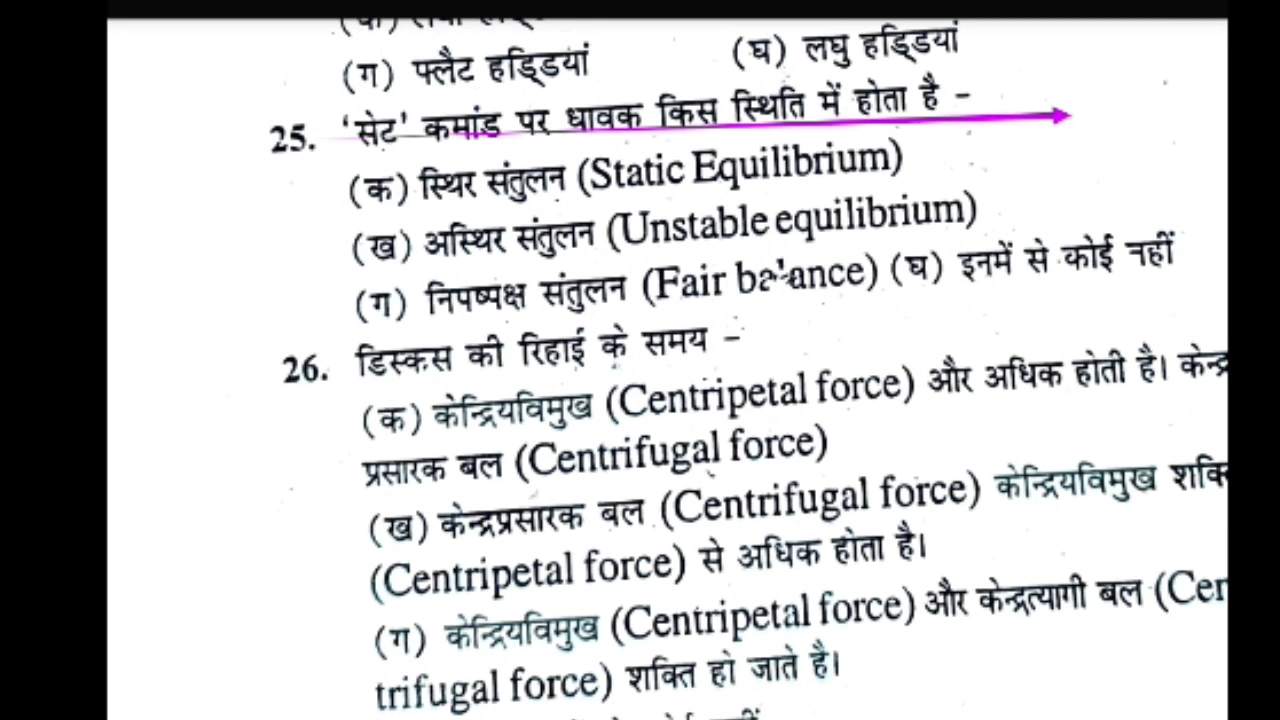 (ग) फ्लैट हड्डियां (घ) लघु हड्डियां
25. 'सेट' कमांड पर धावक किस स्थिति में होता है -
(क) स्थिर संतुलन (Static Equilibrium)
(ख) अस्थिर संतुलन (Unstable equilibrium)
(ग) निपष्पक्ष संतुलन (Fair balance) (घ) इनमें से कोई नहीं
26. डिस्कस की रिहाई के समय -
(क) केन्द्रियविमुख (Centripetal force) और अधिक होती है। केन्द्र
प्रसारक बल (Centrifugal force)
(ख) केन्द्रप्रसारक बल (Centrifugal force) केन्द्रियविमुख शक्ति
(Centripetal force) से अधिक होता है।
(ग) केन्द्रियविमुख (Centripetal force) और केन्द्रत्यागी बल (Cen
trifugal force) शक्ति हो जाते है।